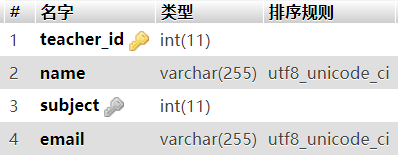 # 名字 类型 排序规则
1 teacher_id int(11)
2 name varchar(255) utf8_unicode_ci
3 subject int(11)
4 email varchar(255) utf8_unicode_ci